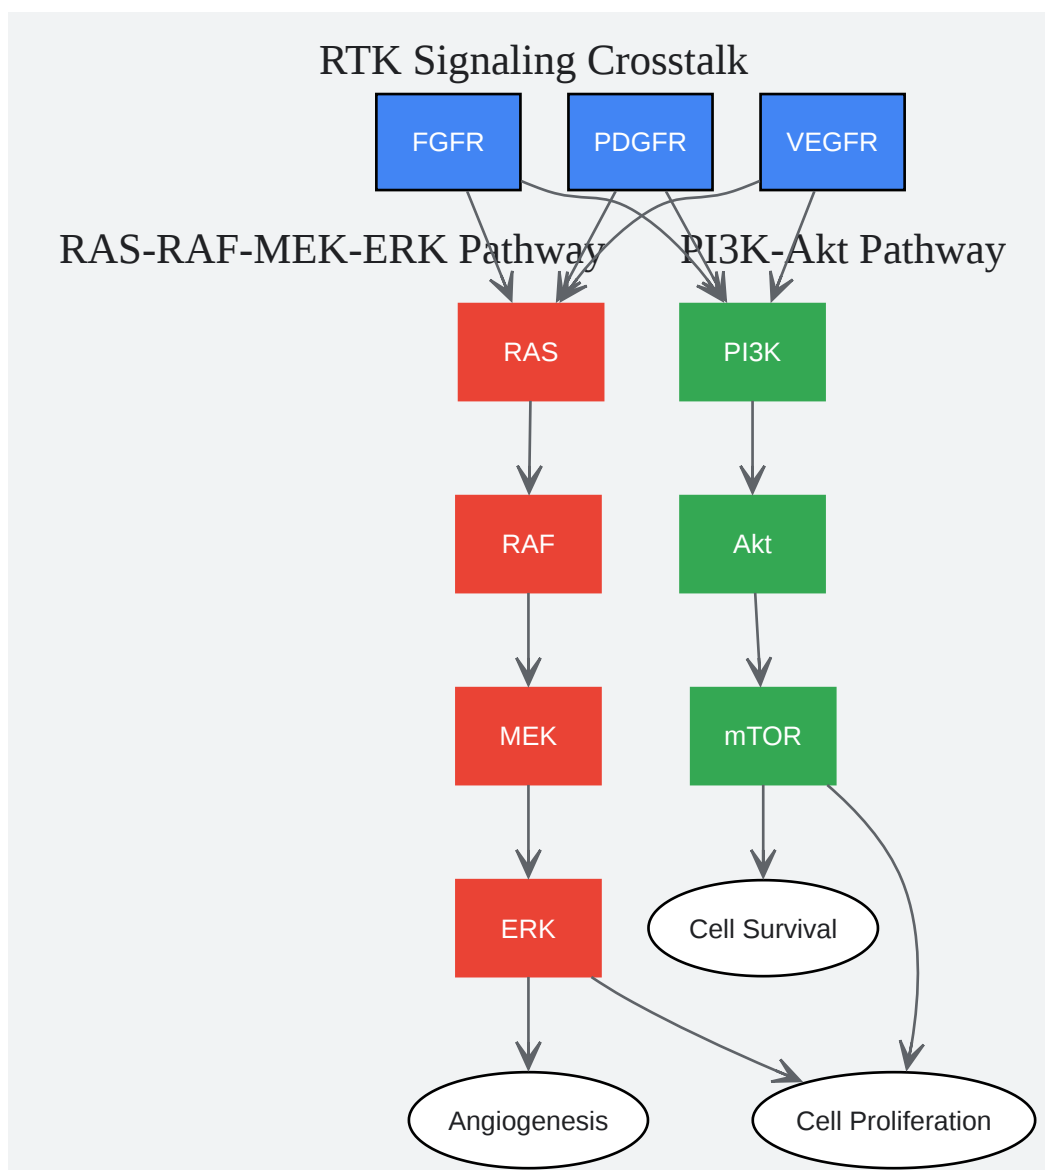 RTK Signaling Crosstalk
FGFR
PDGFR
VEGFR
RAS-RAF-MEK-ERK Pathway
PI3K-Akt Pathway
RAS
PI3K
RAF
Akt
MEK
mTOR
ERK
Cell Survival
Angiogenesis
Cell Proliferation